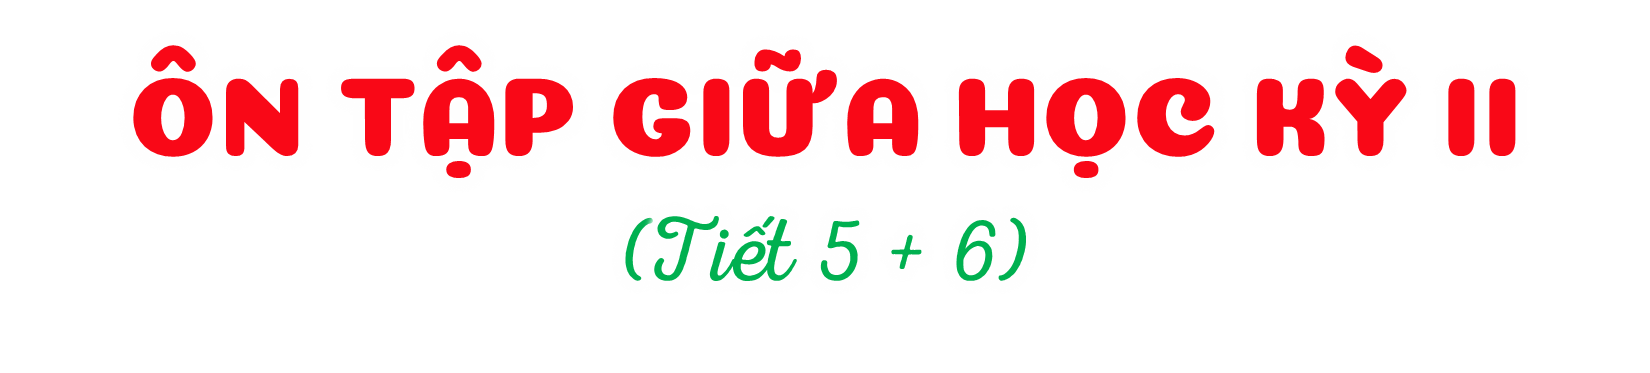 ÔN TẬP GIỮA HỌC KỲ II
(Tiết 5 + 6)